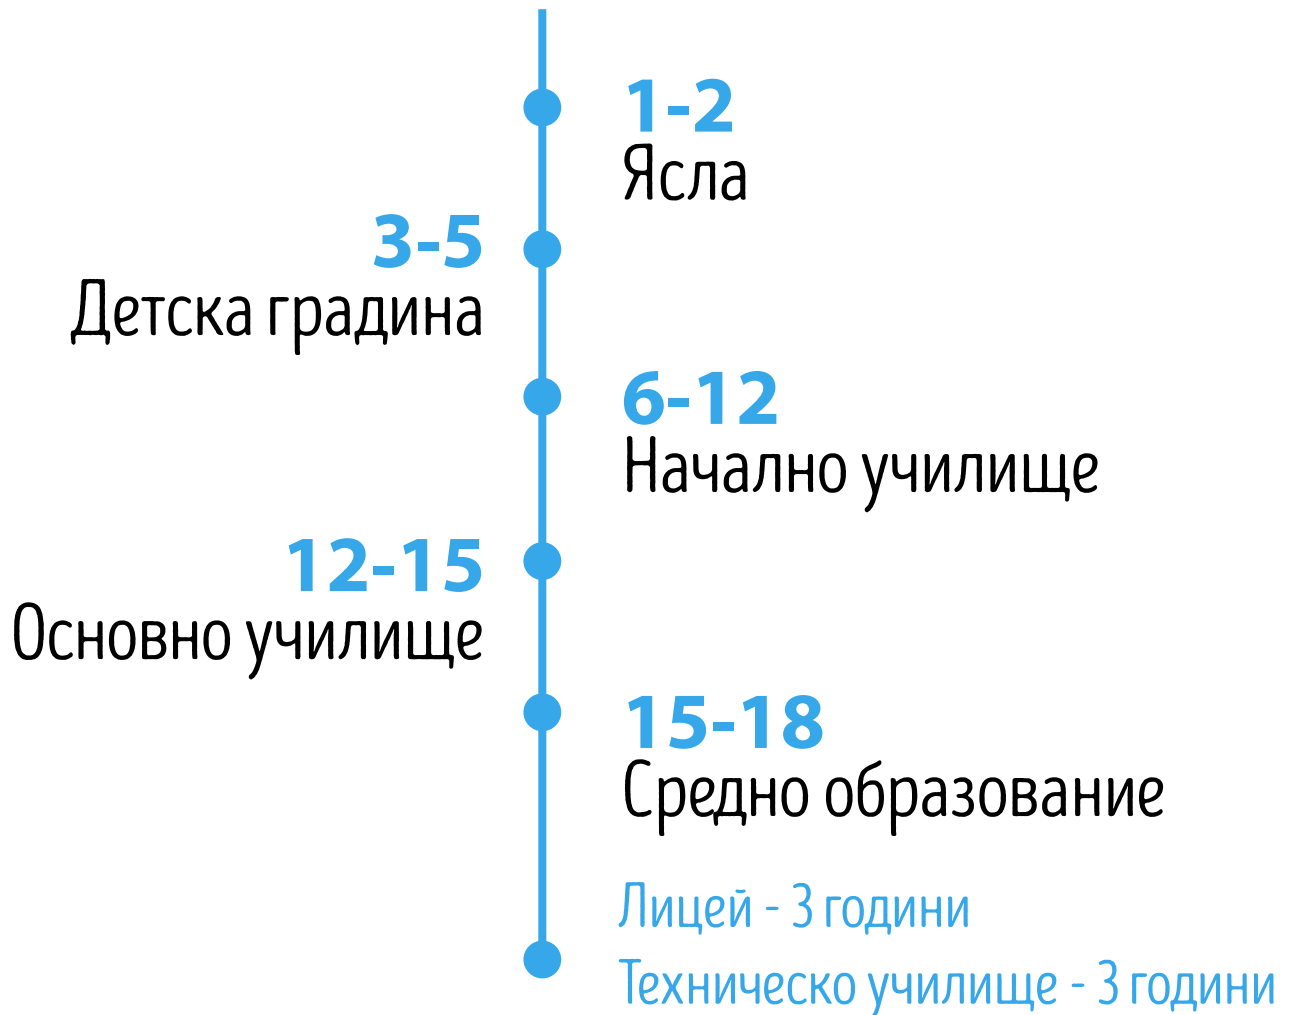 1-2
Ясла
3-5
Детска градина
6-12
Начално училище
12-15
Основно училище
15-18
Средно образование
Лицей - 3 години
Техническо училище - 3 години